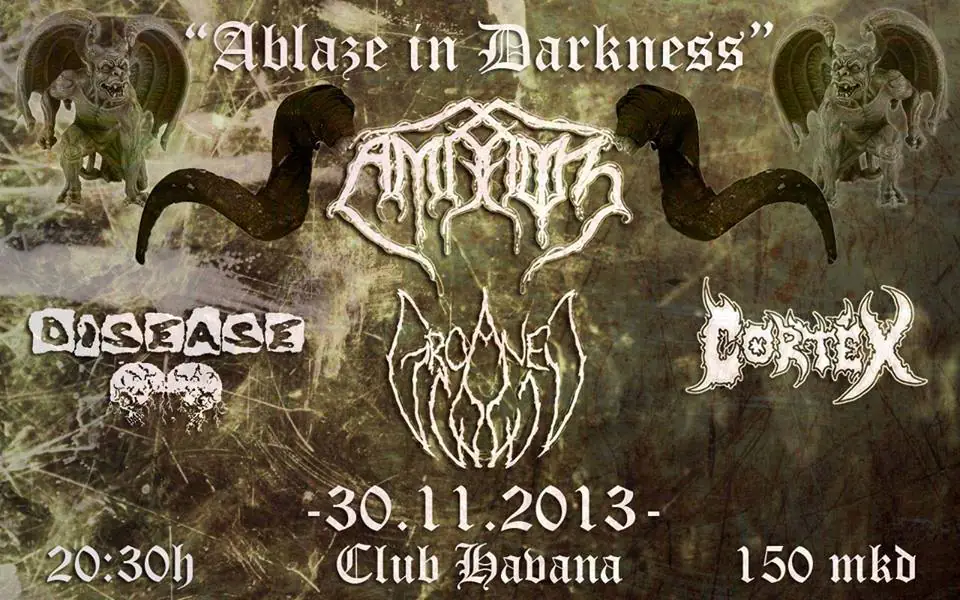 "Ablaze in Darkness"
DISEASE
CORTEX
-30.11.2013-
20:30h
Club Havana
150 mkd